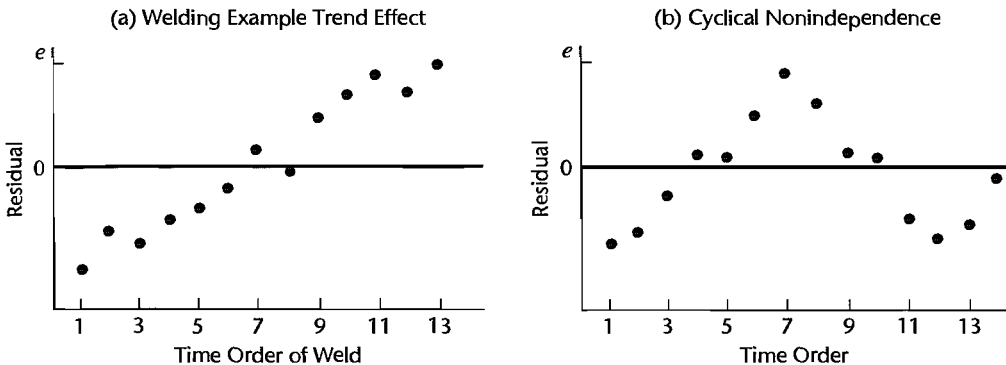 (a) Welding Example Trend Effect
e
0
Residual
1 3 5 7 9 11 13
Time Order of Weld
(b) Cyclical Nonindependence
e
0
Residual
1 3 5 7 9 11 13
Time Order